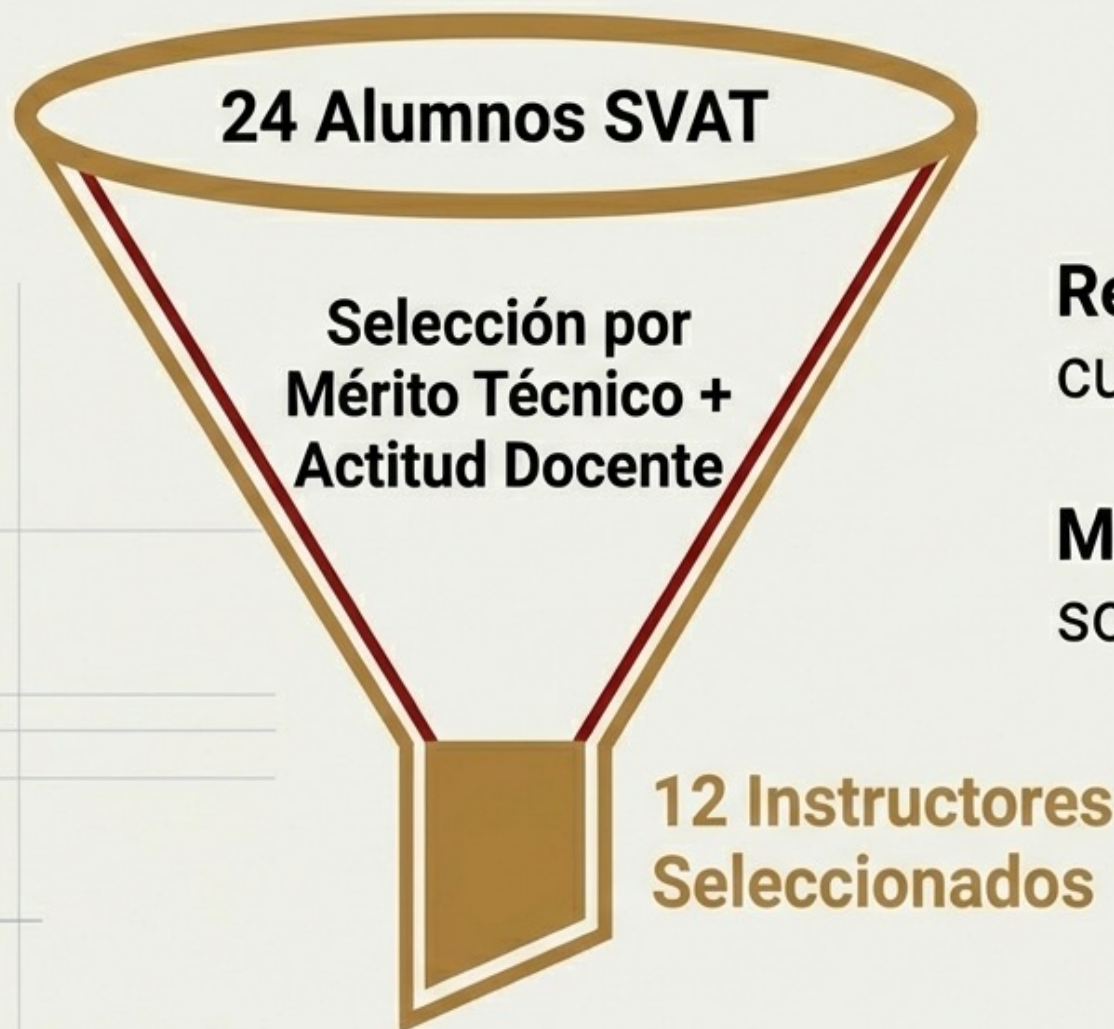 24 Alumnos SVAT
Selección por
Mérito Técnico +
Actitud Docente
12 Instructores
Seleccionados